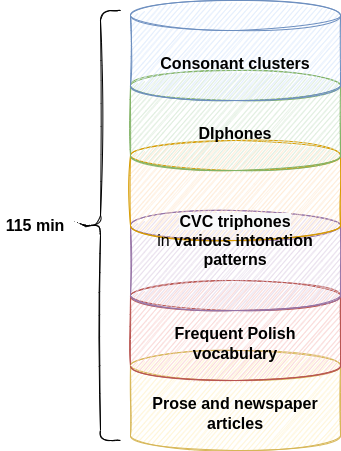 Consonant clusters
DIphones
115 min
CVC triphones
in various intonation
patterns
Frequent Polish
vocabulary
Prose and newspaper
articles